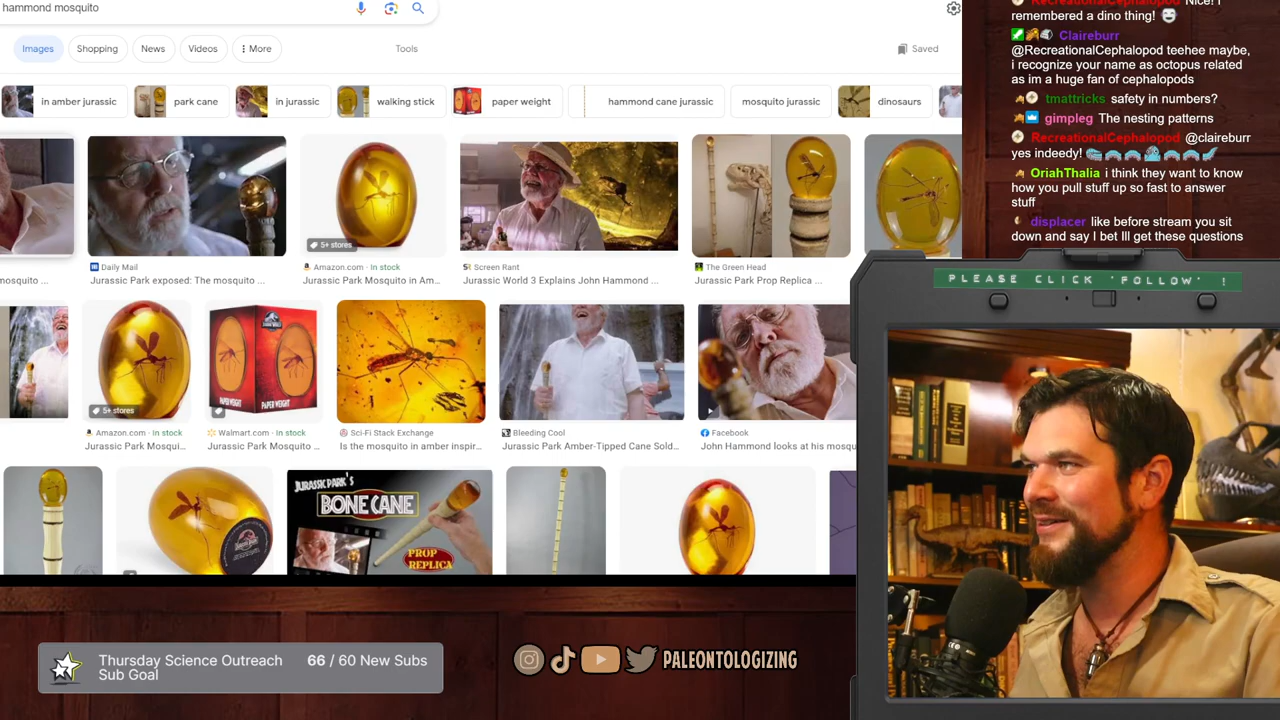 hammond mosquito
Images
Shopping
News
Videos
More
Tools
Saved
in amber jurassic
park cane
in jurassic
walking stick
paper weight
hammond cane jurassic
mosquito jurassic
dinosaurs
5+ stores
Daily Mail
Amazon.com · In stock
Screen Rant
The Green Head
mosquito ...
Jurassic Park exposed: The mosquito ...
Jurassic Park Mosquito in Am...
Jurassic World 3 Explains John Hammond ...
Jurassic Park Prop Replica ...
PAPER WEIGHT
PAPER WEIGHT
5+ stores
Amazon.com · In stock
Walmart.com · In stock
Sci-Fi Stack Exchange
Bleeding Cool
Facebook
Jurassic Park Mosqui...
Jurassic Park Mosquito ...
Is the mosquito in amber inspir...
Jurassic Park Amber-Tipped Cane Sold...
John Hammond looks at his mosqu
JURASSIC PARK'S
BONE CANE
PROP
REPLICA
Thursday Science Outreach
Sub Goal
66 / 60 New Subs
PALEONTOLOGIZING
RecreationalCephalopod Nice! I
remembered a dino thing!
Claireburr
@RecreationalCephalopod teehee maybe,
i recognize your name as octopus related
as im a huge fan of cephalopods
tmattricks safety in numbers?
gimpleg The nesting patterns
RecreationalCephalopod @claireburr
yes indeedy!
OriahThalia i think they want to know
how you pull stuff up so fast to answer
stuff
displacer like before stream you sit
down and say I bet Ill get these questions
PLEASE CLICK 'FOLLOW' !